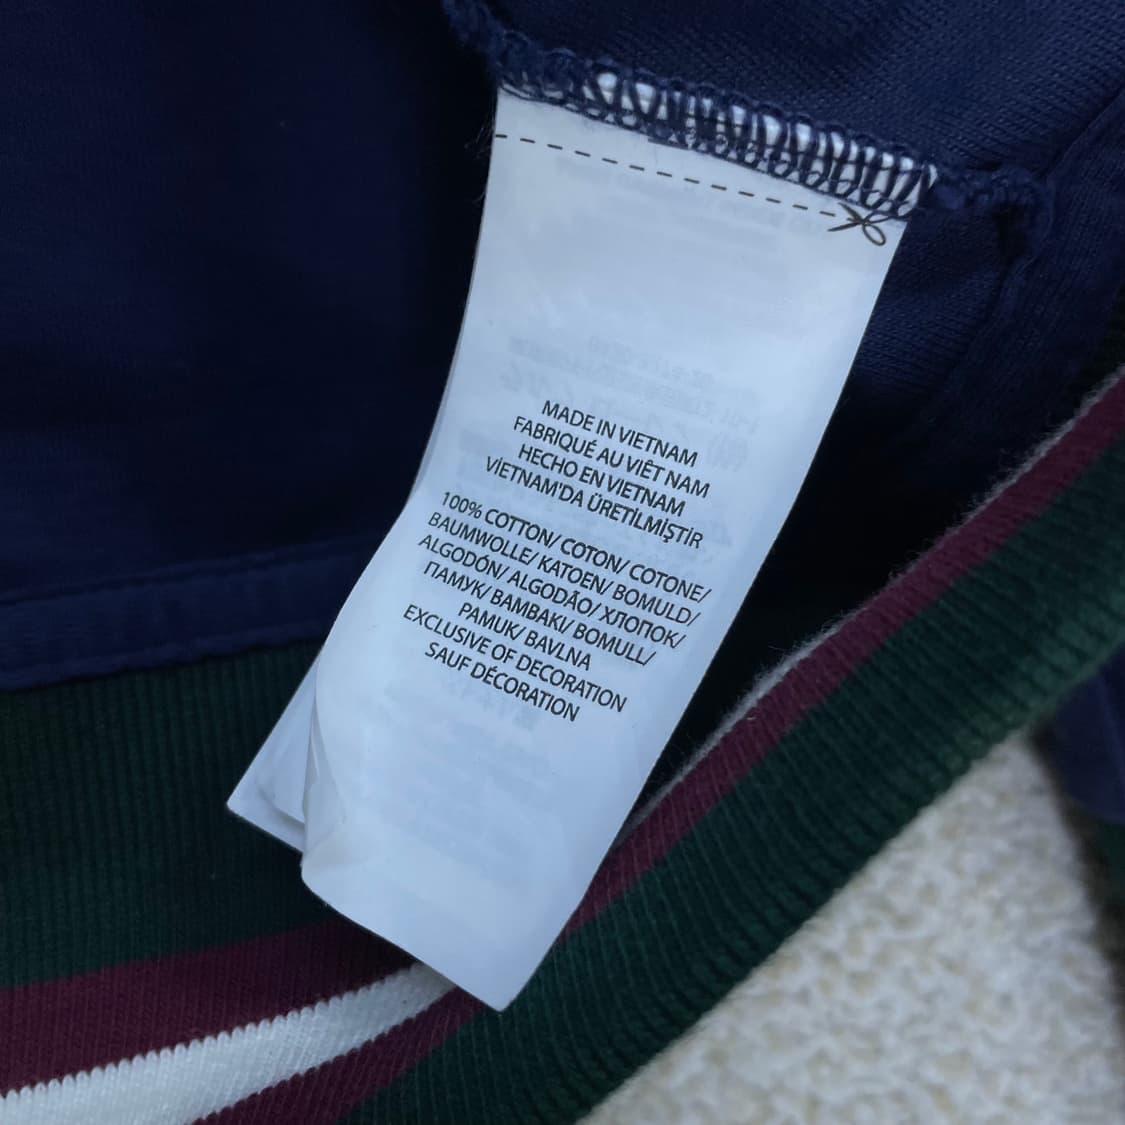 MADE IN VIETNAM
FABRIQUÉ AU VIÊT NAM
HECHO EN VIETNAM
VİETNAM'DA ÜRETİLMİŞTİR
100% COTTON/ COTON/ COTONE/
BAUMWOLLE/ KATOEN/ BOMULD/
ALGODÓN/ ALGODÃO/ ХЛОПОК/
ПАМУК/ BAMBAKI/ BOMULL/
PAMUK/ BAVLNA
EXCLUSIVE OF DECORATION
SAUF DÉCORATION